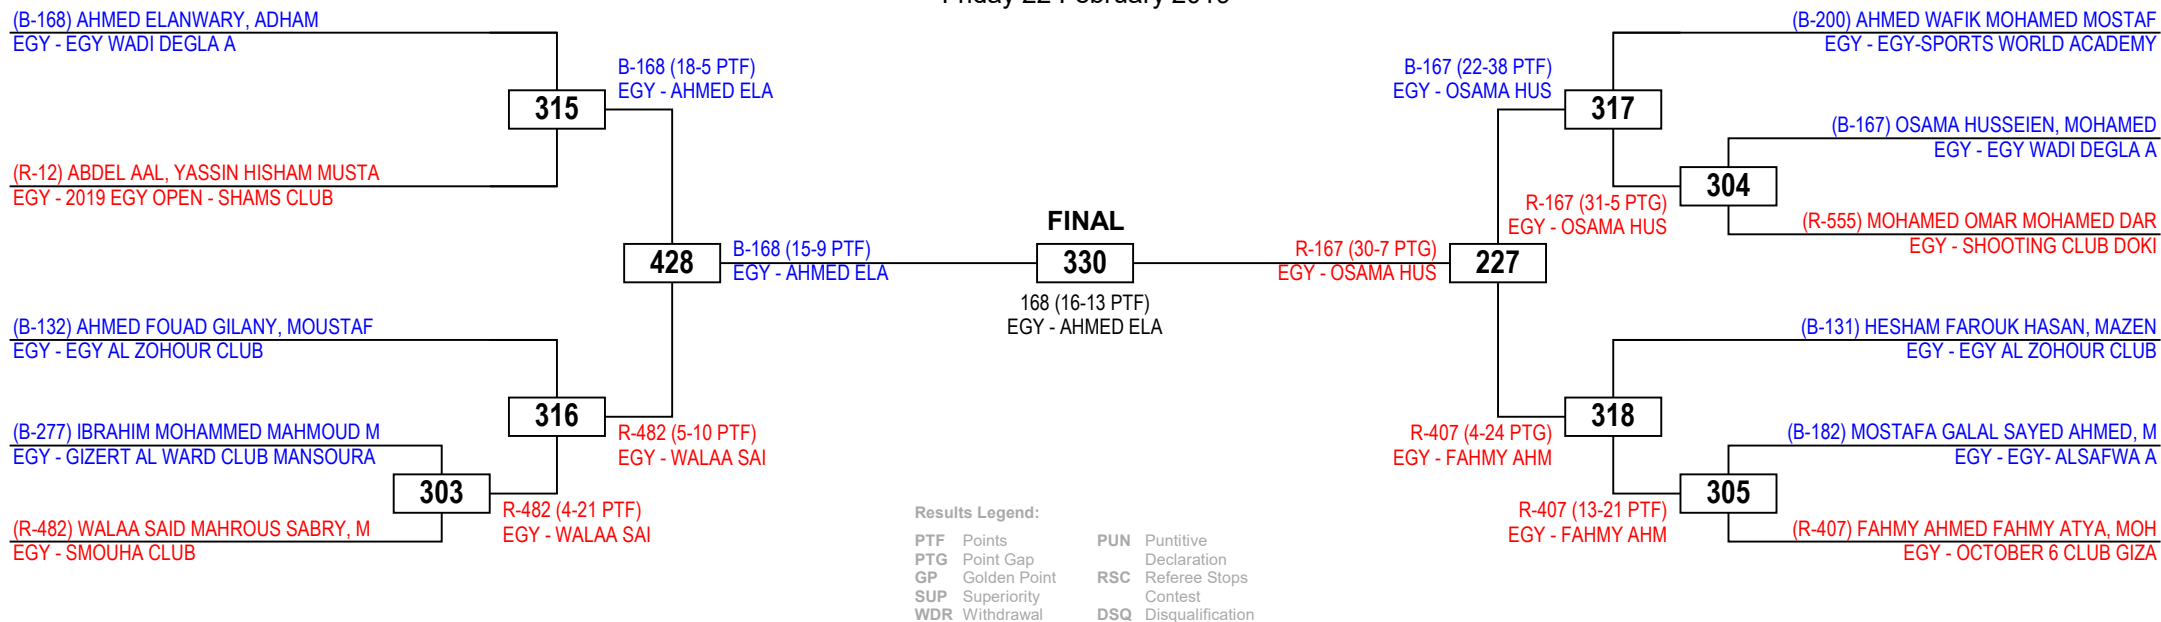 Friday 22 February 2019
(B-168) AHMED ELANWARY, ADHAM
EGY - EGY WADI DEGLA A
B-168 (18-5 PTF)
EGY - AHMED ELA
315
(R-12) ABDEL AAL, YASSIN HISHAM MUSTA
EGY - 2019 EGY OPEN - SHAMS CLUB
428
B-168 (15-9 PTF)
EGY - AHMED ELA
(B-132) AHMED FOUAD GILANY, MOUSTAF
EGY - EGY AL ZOHOUR CLUB
316
R-482 (5-10 PTF)
EGY - WALAA SAI
(B-277) IBRAHIM MOHAMMED MAHMOUD M
EGY - GIZERT AL WARD CLUB MANSOURA
303
R-482 (4-21 PTF)
EGY - WALAA SAI
(R-482) WALAA SAID MAHROUS SABRY, M
EGY - SMOUHA CLUB
FINAL
330
168 (16-13 PTF)
EGY - AHMED ELA
(B-200) AHMED WAFIK MOHAMED MOSTAF
EGY - EGY-SPORTS WORLD ACADEMY
B-167 (22-38 PTF)
EGY - OSAMA HUS
317
(B-167) OSAMA HUSSEIEN, MOHAMED
EGY - EGY WADI DEGLA A
304
R-167 (31-5 PTG)
EGY - OSAMA HUS
(R-555) MOHAMED OMAR MOHAMED DAR
EGY - SHOOTING CLUB DOKI
R-167 (30-7 PTG)
EGY - OSAMA HUS
227
(B-131) HESHAM FAROUK HASAN, MAZEN
EGY - EGY AL ZOHOUR CLUB
318
R-407 (4-24 PTG)
EGY - FAHMY AHM
(B-182) MOSTAFA GALAL SAYED AHMED, M
EGY - EGY- ALSAFWA A
305
R-407 (13-21 PTF)
EGY - FAHMY AHM
(R-407) FAHMY AHMED FAHMY ATYA, MOH
EGY - OCTOBER 6 CLUB GIZA
Results Legend:
PTF Points
PTG Point Gap
GP Golden Point
SUP Superiority
WDR Withdrawal
PUN Puntitive
Declaration
RSC Referee Stops
Contest
DSQ Disqualification